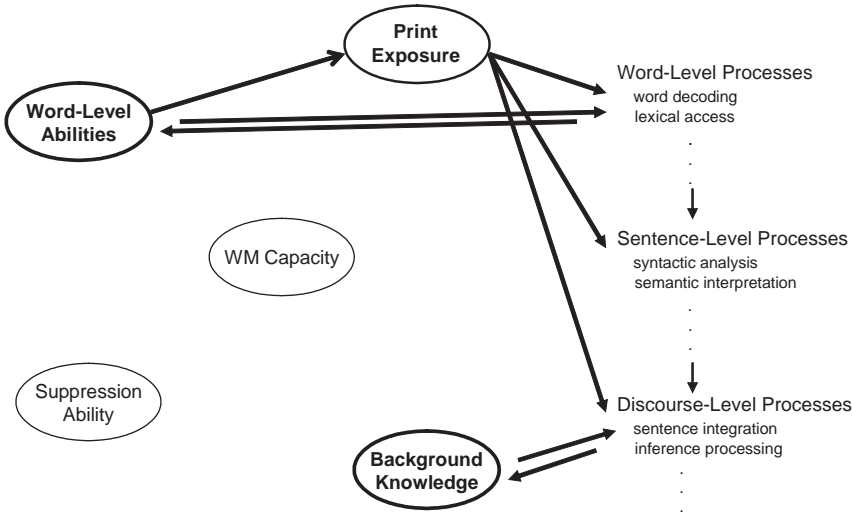 Print
Exposure
Word-Level
Abilities
Word-Level Processes
word decoding
lexical access
WM Capacity
Sentence-Level Processes
syntactic analysis
semantic interpretation
Suppression
Ability
Discourse-Level Processes
sentence integration
inference processing
Background
Knowledge